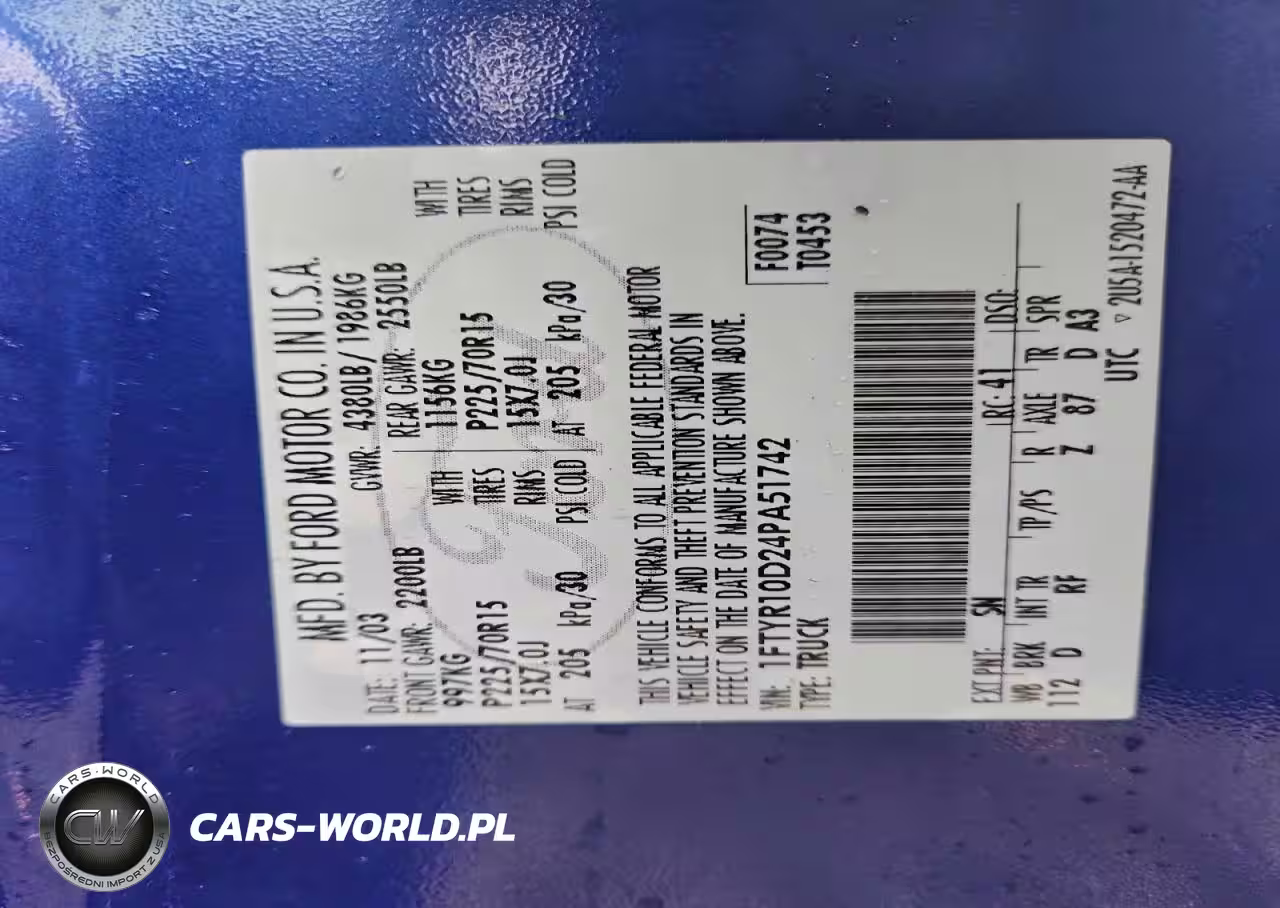 MFD. BY FORD MOTOR CO. IN U.S.A.
DATE: 11/03 GVWR: 4380LB/ 1986KG
FRONT GAWR: 2200LB REAR GAWR: 2550LB
997KG WITH 1156KG WITH
P225/70R15 TIRES P225/70R15 TIRES
15X7.0J RIMS 15X7.0J RIMS
AT 205 kPa/30 PSI COLD AT 205 kPa/30 PSI COLD
THIS VEHICLE CONFORMS TO ALL APPLICABLE FEDERAL MOTOR
VEHICLE SAFETY AND THEFT PREVENTION STANDARDS IN
EFFECT ON THE DATE OF MANUFACTURE SHOWN ABOVE.
VIN: 1FTYR10D24PA51742 F0074
TYPE: TRUCK T0453
EXT PNT: SN RC: 41 DSO:
WB BRK INT TR TP/PS R AXLE TR SPR
112 D RF Z 87 D A3
UTC ▽ 2U5A-1520472-AA
Ford
CARS-WORLD
CW
BEZPOŚREDNI IMPORT Z USA
CARS-WORLD.PL